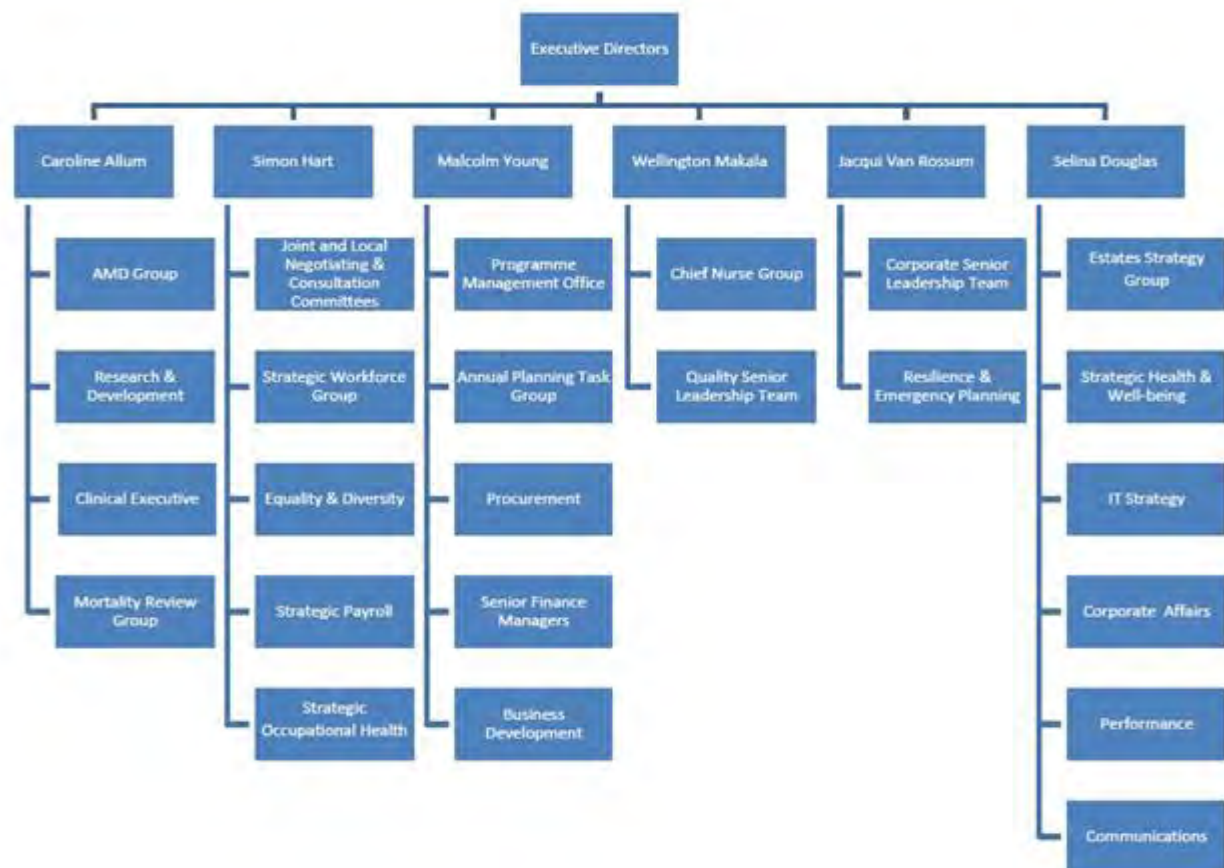 Executive Directors
Caroline Allum
Simon Hart
Malcolm Young
Wellington Makala
Jacqui Van Rossum
Selina Douglas
AMD Group
Research &
Development
Clinical Executive
Mortality Review
Group
Joint and Local
Negotiating &
Consultation
Committees
Strategic Workforce
Group
Equality & Diversity
Strategic Payroll
Strategic
Occupational Health
Programme
Management Office
Annual Planning Task
Group
Procurement
Senior Finance
Managers
Business
Development
Chief Nurse Group
Quality Senior
Leadership Team
Corporate Senior
Leadership Team
Resilience &
Emergency Planning
Estates Strategy
Group
Strategic Health &
Well-being
IT Strategy
Corporate Affairs
Performance
Communications